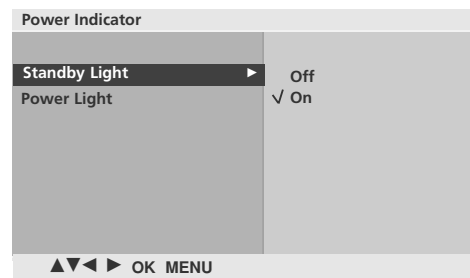 Power Indicator
Standby Light ►
Off
Power Light
√ On
▲▼◄ ► OK MENU